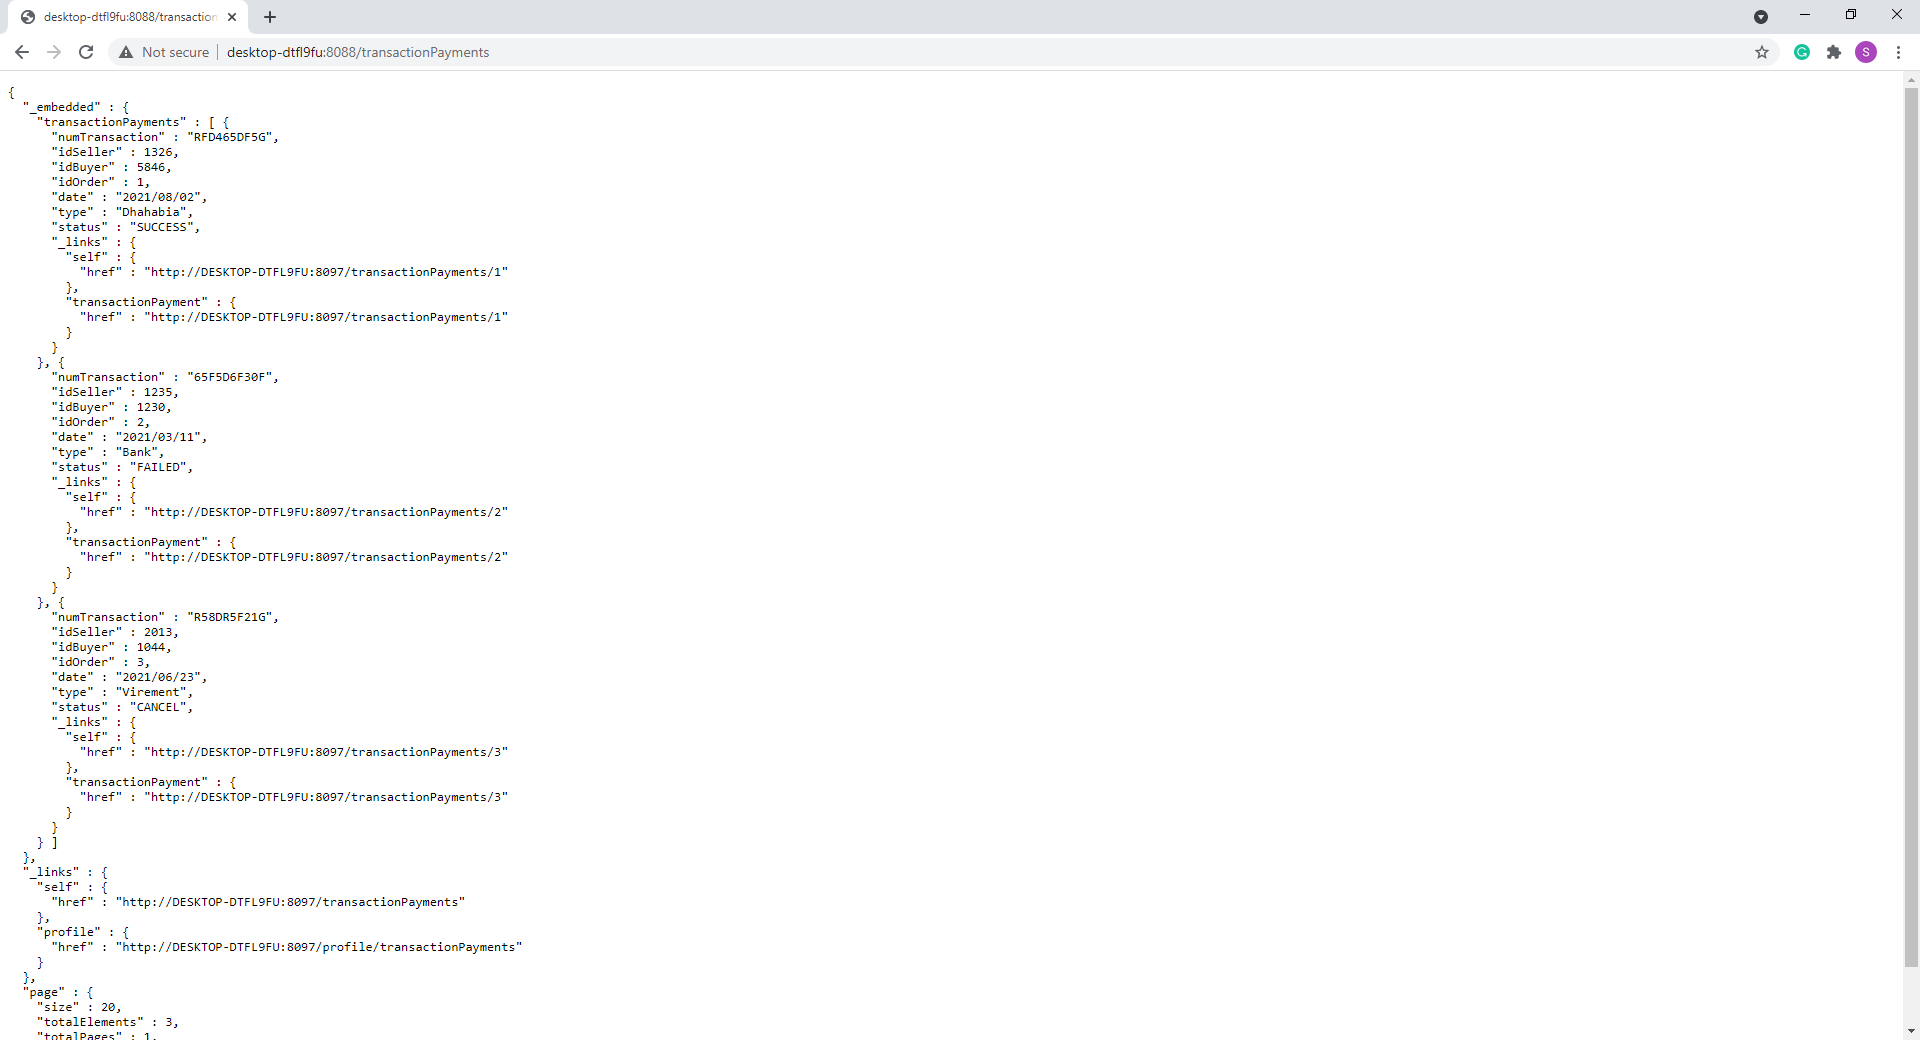 desktop-dtfl9fu:8088/transaction
Not secure desktop-dtfl9fu:8088/transactionPayments
S
{
  "_embedded" : {
    "transactionPayments" : [ {
      "numTransaction" : "RFD465DF5G",
      "idSeller" : 1326,
      "idBuyer" : 5846,
      "idOrder" : 1,
      "date" : "2021/08/02",
      "type" : "Dhahabia",
      "status" : "SUCCESS",
      "_links" : {
        "self" : {
          "href" : "http://DESKTOP-DTFL9FU:8097/transactionPayments/1"
        },
        "transactionPayment" : {
          "href" : "http://DESKTOP-DTFL9FU:8097/transactionPayments/1"
        }
      }
    }, {
      "numTransaction" : "65F5D6F30F",
      "idSeller" : 1235,
      "idBuyer" : 1230,
      "idOrder" : 2,
      "date" : "2021/03/11",
      "type" : "Bank",
      "status" : "FAILED",
      "_links" : {
        "self" : {
          "href" : "http://DESKTOP-DTFL9FU:8097/transactionPayments/2"
        },
        "transactionPayment" : {
          "href" : "http://DESKTOP-DTFL9FU:8097/transactionPayments/2"
        }
      }
    }, {
      "numTransaction" : "R58DR5F21G",
      "idSeller" : 2013,
      "idBuyer" : 1044,
      "idOrder" : 3,
      "date" : "2021/06/23",
      "type" : "Virement",
      "status" : "CANCEL",
      "_links" : {
        "self" : {
          "href" : "http://DESKTOP-DTFL9FU:8097/transactionPayments/3"
        },
        "transactionPayment" : {
          "href" : "http://DESKTOP-DTFL9FU:8097/transactionPayments/3"
        }
      }
    } ]
  },
  "_links" : {
    "self" : {
      "href" : "http://DESKTOP-DTFL9FU:8097/transactionPayments"
    },
    "profile" : {
      "href" : "http://DESKTOP-DTFL9FU:8097/profile/transactionPayments"
    }
  },
  "page" : {
    "size" : 20,
    "totalElements" : 3,
    "totalPages" : 1,